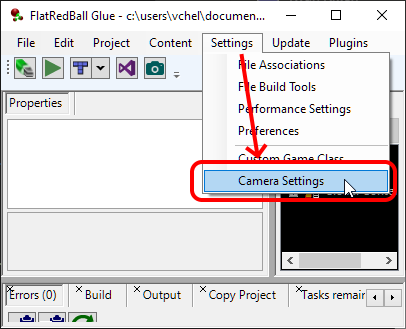 FlatRedBall Glue - c:\users\vchel\documen...
File Edit Project Content Settings Update Plugins
Properties
File Associations
File Build Tools
Performance Settings
Preferences
Custom Game Class
Camera Settings
Errors (0) Build Output Copy Project Tasks remain